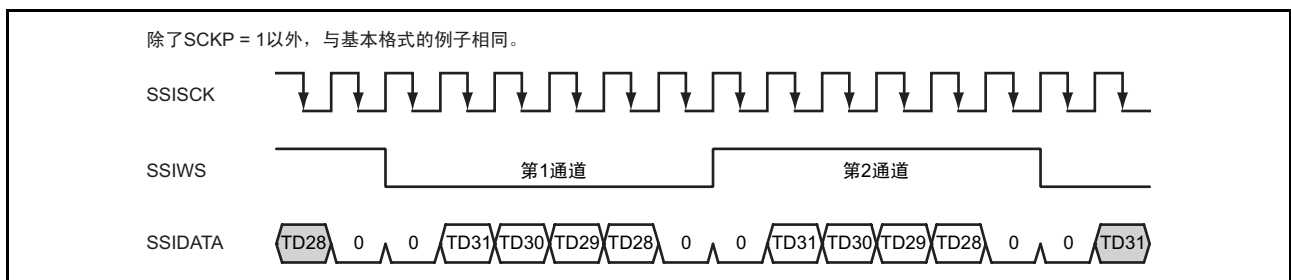 除了SCKP = 1以外，与基本格式的例子相同。
SSISCK
SSIWS 第1通道 第2通道
SSIDATA TD28 0 0 TD31 TD30 TD29 TD28 0 0 TD31 TD30 TD29 TD28 0 0 TD31